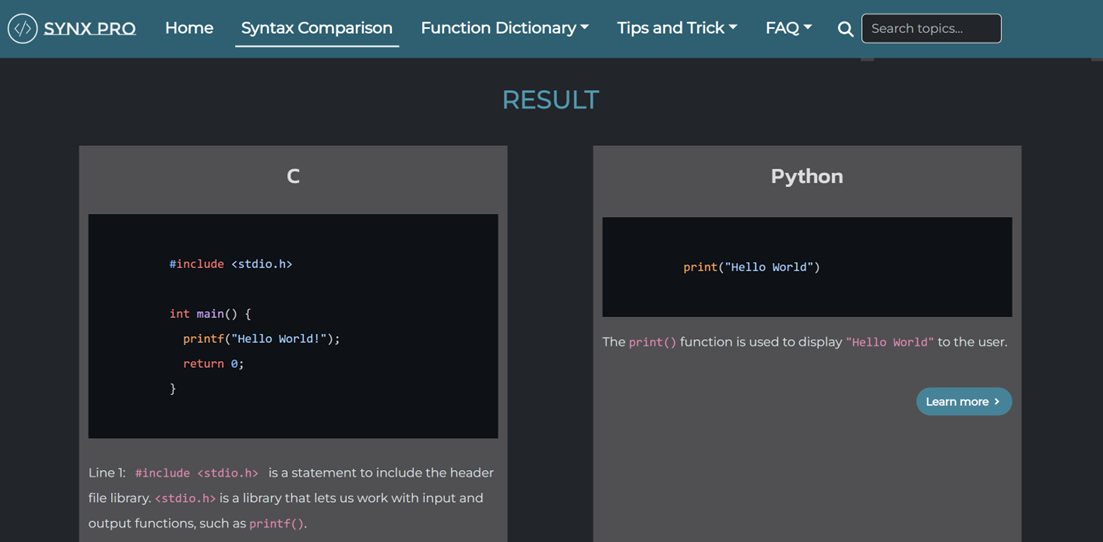 SYNX PRO Home Syntax Comparison Function Dictionary Tips and Trick FAQ Search topics...
RESULT
C
#include <stdio.h>
int main() {
printf("Hello World!");
return 0;
}
Line 1: #include <stdio.h> is a statement to include the header
file library. <stdio.h> is a library that lets us work with input and
output functions, such as printf().
Python
print("Hello World")
The print() function is used to display "Hello World" to the user.
Learn more >